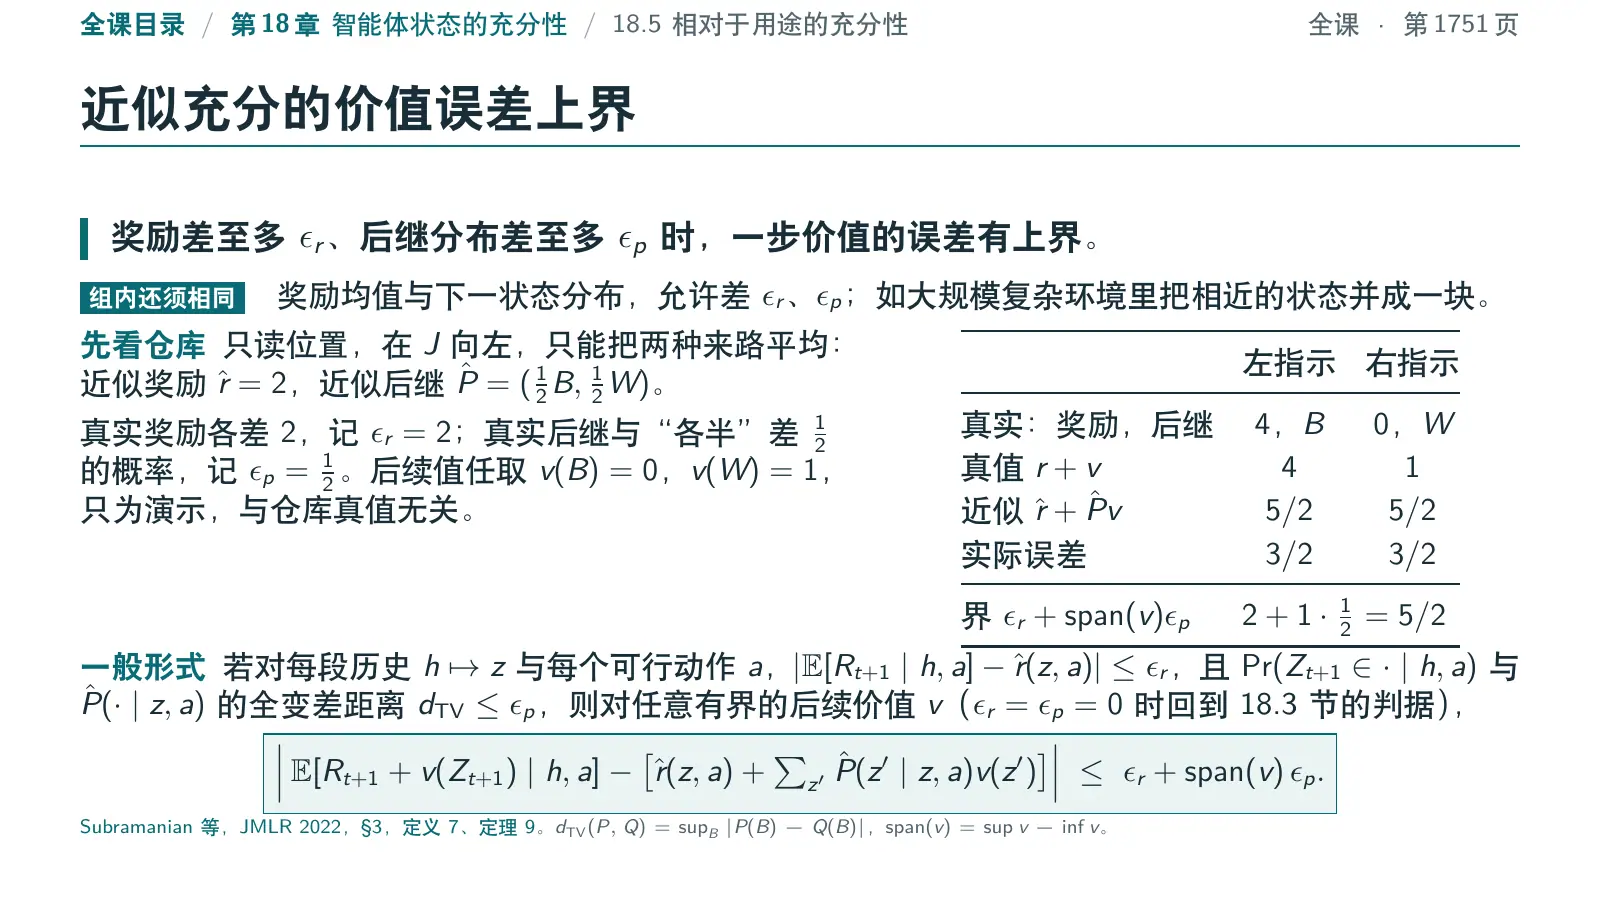 全课目录 / 第18章 智能体状态的充分性 / 18.5 相对于用途的充分性
全课 · 第1751页
近似充分的价值误差上界
奖励差至多 ϵ_r、后继分布差至多 ϵ_p 时，一步价值的误差有上界。
组内还须相同 奖励均值与下一状态分布，允许差 ϵ_r、ϵ_p；如大规模复杂环境里把相近的状态并成一块。
先看仓库 只读位置，在 J 向左，只能把两种来路平均：
近似奖励 r̂ = 2，近似后继 P̂ = (½B, ½W)。
真实奖励各差 2，记 ϵ_r = 2；真实后继与“各半”差 ½
的概率，记 ϵ_p = ½。后续值任取 v(B) = 0，v(W) = 1，
只为演示，与仓库真值无关。
左指示 右指示
真实：奖励，后继 4，B 0，W
真值 r + v 4 1
近似 r̂ + P̂v 5/2 5/2
实际误差 3/2 3/2
界 ϵ_r + span(v)ϵ_p 2 + 1 · ½ = 5/2
一般形式 若对每段历史 h ↦ z 与每个可行动作 a，|𝔼[R_{t+1} | h, a] − r̂(z, a)| ≤ ϵ_r，且 Pr(Z_{t+1} ∈ · | h, a) 与
P̂(· | z, a) 的全变差距离 d_TV ≤ ϵ_p，则对任意有界的后续价值 v（ϵ_r = ϵ_p = 0 时回到 18.3 节的判据），
|𝔼[R_{t+1} + v(Z_{t+1}) | h, a] − [r̂(z, a) + ∑_{z′} P̂(z′ | z, a)v(z′)]| ≤ ϵ_r + span(v) ϵ_p.
Subramanian 等，JMLR 2022，§3，定义 7、定理 9。d_TV(P, Q) = sup_B |P(B) − Q(B)|，span(v) = sup v − inf v。